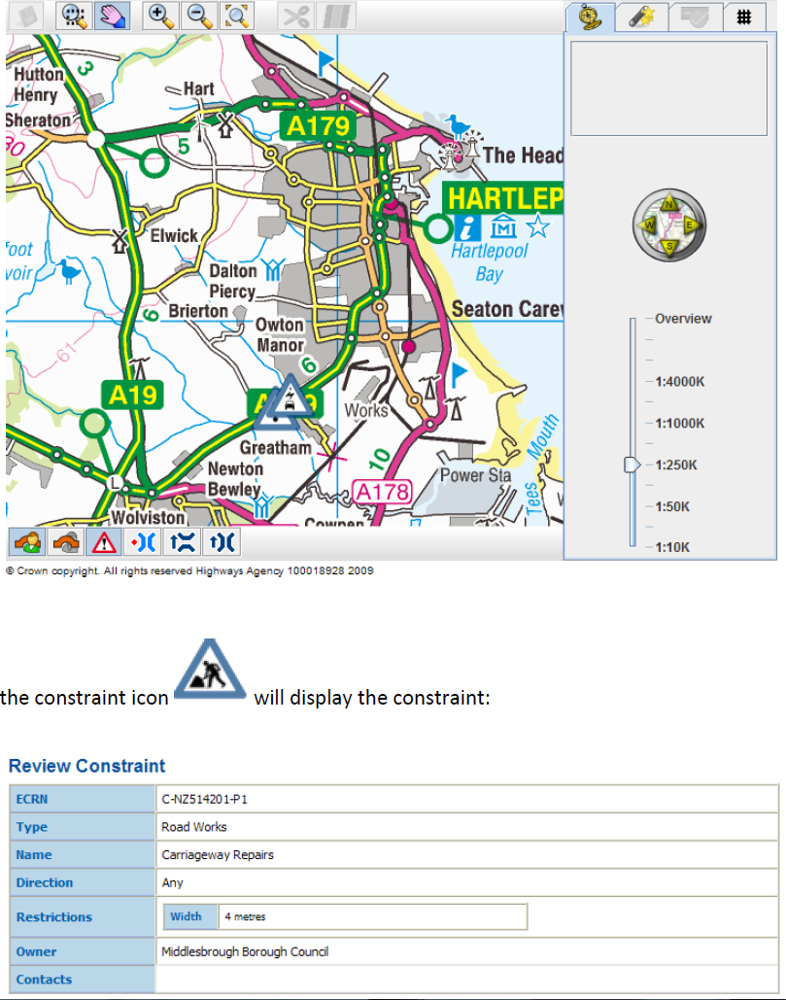 Hutton
Henry
3
Hart
Sheraton
A179
5
The Head
HARTLEP
Elwick
Hartlepool
Bay
Dalton
Piercy
6
Brierton
Seaton Carew
Owton
Manor
61
6
A19
A 9
Works
Greatham
Newton
Bewley
10
Power Sta
Mouth
Tees
L
A178
Wolviston
Cowpen
N
W
E
S
Overview
1:4000K
1:1000K
1:250K
1:50K
1:10K
© Crown copyright. All rights reserved Highways Agency 100018928 2009
the constraint icon will display the constraint:
Review Constraint
ECRN C-NZ514201-P1
Type Road Works
Name Carriageway Repairs
Direction Any
Restrictions Width 4 metres
Owner Middlesbrough Borough Council
Contacts